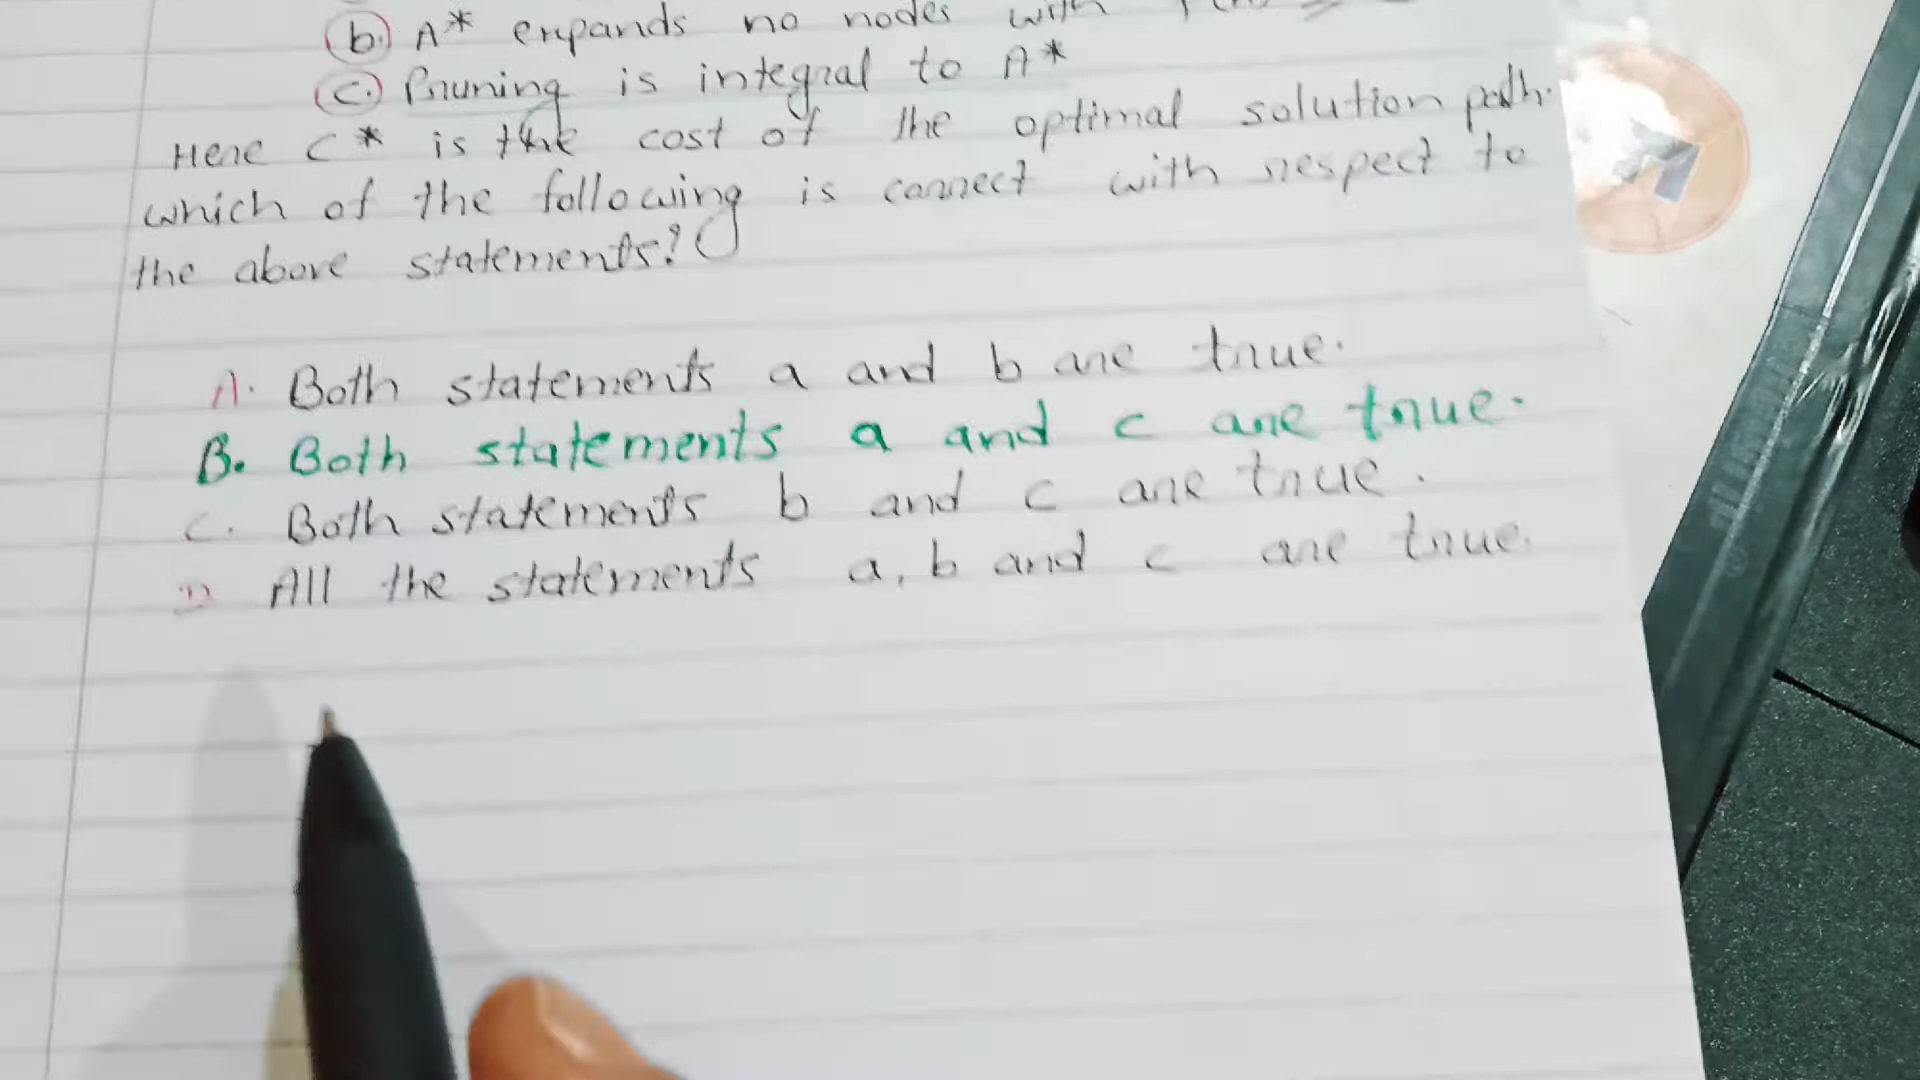 (b.) A* expands no nodes with
(c.) Pruning is integral to A*
Here C* is the cost of the optimal solution path.
which of the following is correct with respect to
the above statements?
A. Both statements a and b are true.
B. Both statements a and c are true.
C. Both statements b and c are true.
D All the statements a, b and c are true.